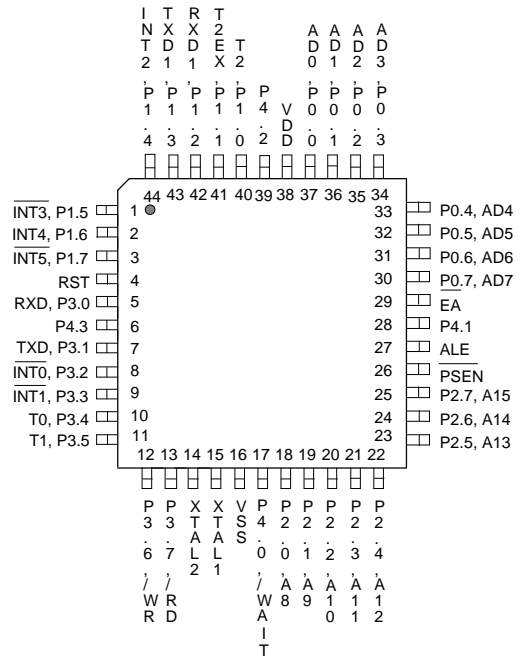 INT2,P1.4
TXD1,P1.3
RXD1,P1.2
T2EX,P1.1
T2,P1.0
P4.2
VDD
AD0,P0.0
AD1,P0.1
AD2,P0.2
AD3,P0.3
44 43 42 41 40 39 38 37 36 35 34
INT3, P1.5 1
INT4, P1.6 2
INT5, P1.7 3
RST 4
RXD, P3.0 5
P4.3 6
TXD, P3.1 7
INT0, P3.2 8
INT1, P3.3 9
T0, P3.4 10
T1, P3.5 11
33 P0.4, AD4
32 P0.5, AD5
31 P0.6, AD6
30 P0.7, AD7
29 EA
28 P4.1
27 ALE
26 PSEN
25 P2.7, A15
24 P2.6, A14
23 P2.5, A13
12 13 14 15 16 17 18 19 20 21 22
P3.6,/WR
P3.7,/RD
XTAL2
XTAL1
VSS
P4.0,/WAIT
P2.0,A8
P2.1,A9
P2.2,A10
P2.3,A11
P2.4,A12